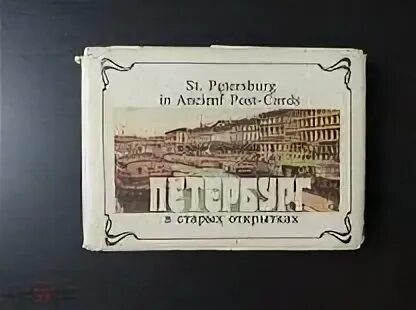 St. Petersburg
in Ancient Post-Cards
ПЕТЕРБУРГ
в старых открытках